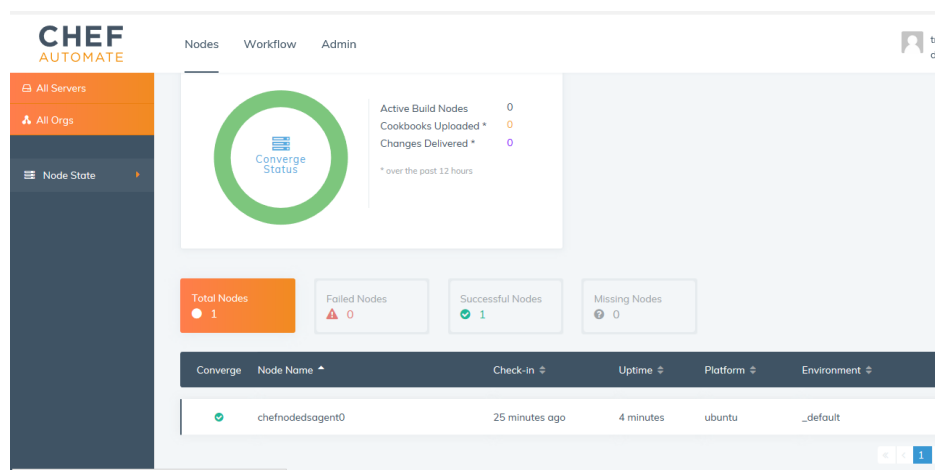 CHEF
AUTOMATE
Nodes Workflow Admin
All Servers
All Orgs
Node State
Converge
Status
Active Build Nodes 0
Cookbooks Uploaded * 0
Changes Delivered * 0
* over the past 12 hours
Total Nodes
1
Failed Nodes
0
Successful Nodes
1
Missing Nodes
0
Converge Node Name Check-in Uptime Platform Environment
chefnodedsagent0 25 minutes ago 4 minutes ubuntu _default
« < 1